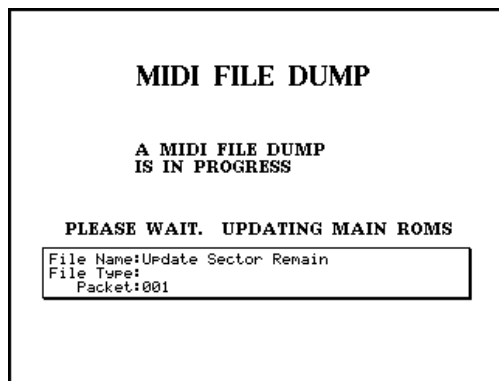 MIDI FILE DUMP
A MIDI FILE DUMP
IS IN PROGRESS
PLEASE WAIT. UPDATING MAIN ROMS
File Name:Update Sector Remain
File Type:
Packet:001